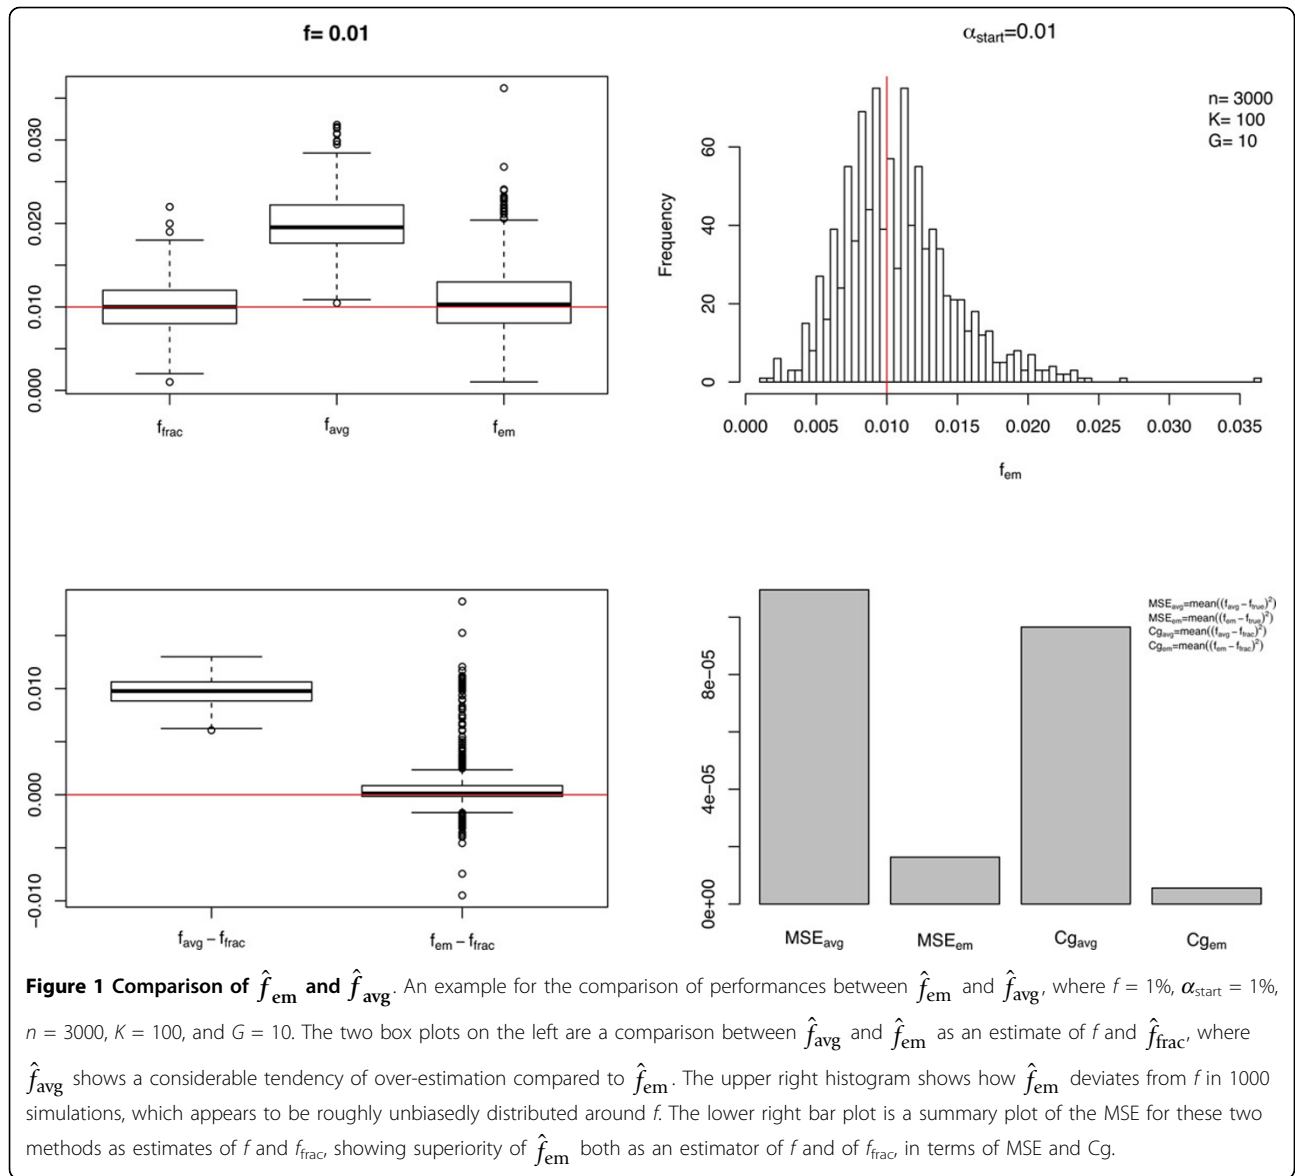 f= 0.01
0.000
0.010
0.020
0.030
f_frac
f_avg
f_em
α_start=0.01
n= 3000
K= 100
G= 10
Frequency
0
20
40
60
0.000 0.005 0.010 0.015 0.020 0.025 0.030 0.035
f_em
−0.010
0.000
0.010
f_avg − f_frac
f_em − f_frac
MSE_avg=mean((f_avg − f_true)²)
MSE_em=mean((f_em − f_true)²)
Cg_avg=mean((f_avg − f_frac)²)
Cg_em=mean((f_em − f_frac)²)
0e+00
4e-05
8e-05
MSE_avg
MSE_em
Cg_avg
Cg_em
Figure 1 Comparison of f̂_em and f̂_avg. An example for the comparison of performances between f̂_em and f̂_avg, where f = 1%, α_start = 1%,
n = 3000, K = 100, and G = 10. The two box plots on the left are a comparison between f̂_avg and f̂_em as an estimate of f and f̂_frac, where
f̂_avg shows a considerable tendency of over-estimation compared to f̂_em. The upper right histogram shows how f̂_em deviates from f in 1000
simulations, which appears to be roughly unbiasedly distributed around f. The lower right bar plot is a summary plot of the MSE for these two
methods as estimates of f and f_frac, showing superiority of f̂_em both as an estimator of f and of f_frac, in terms of MSE and Cg.